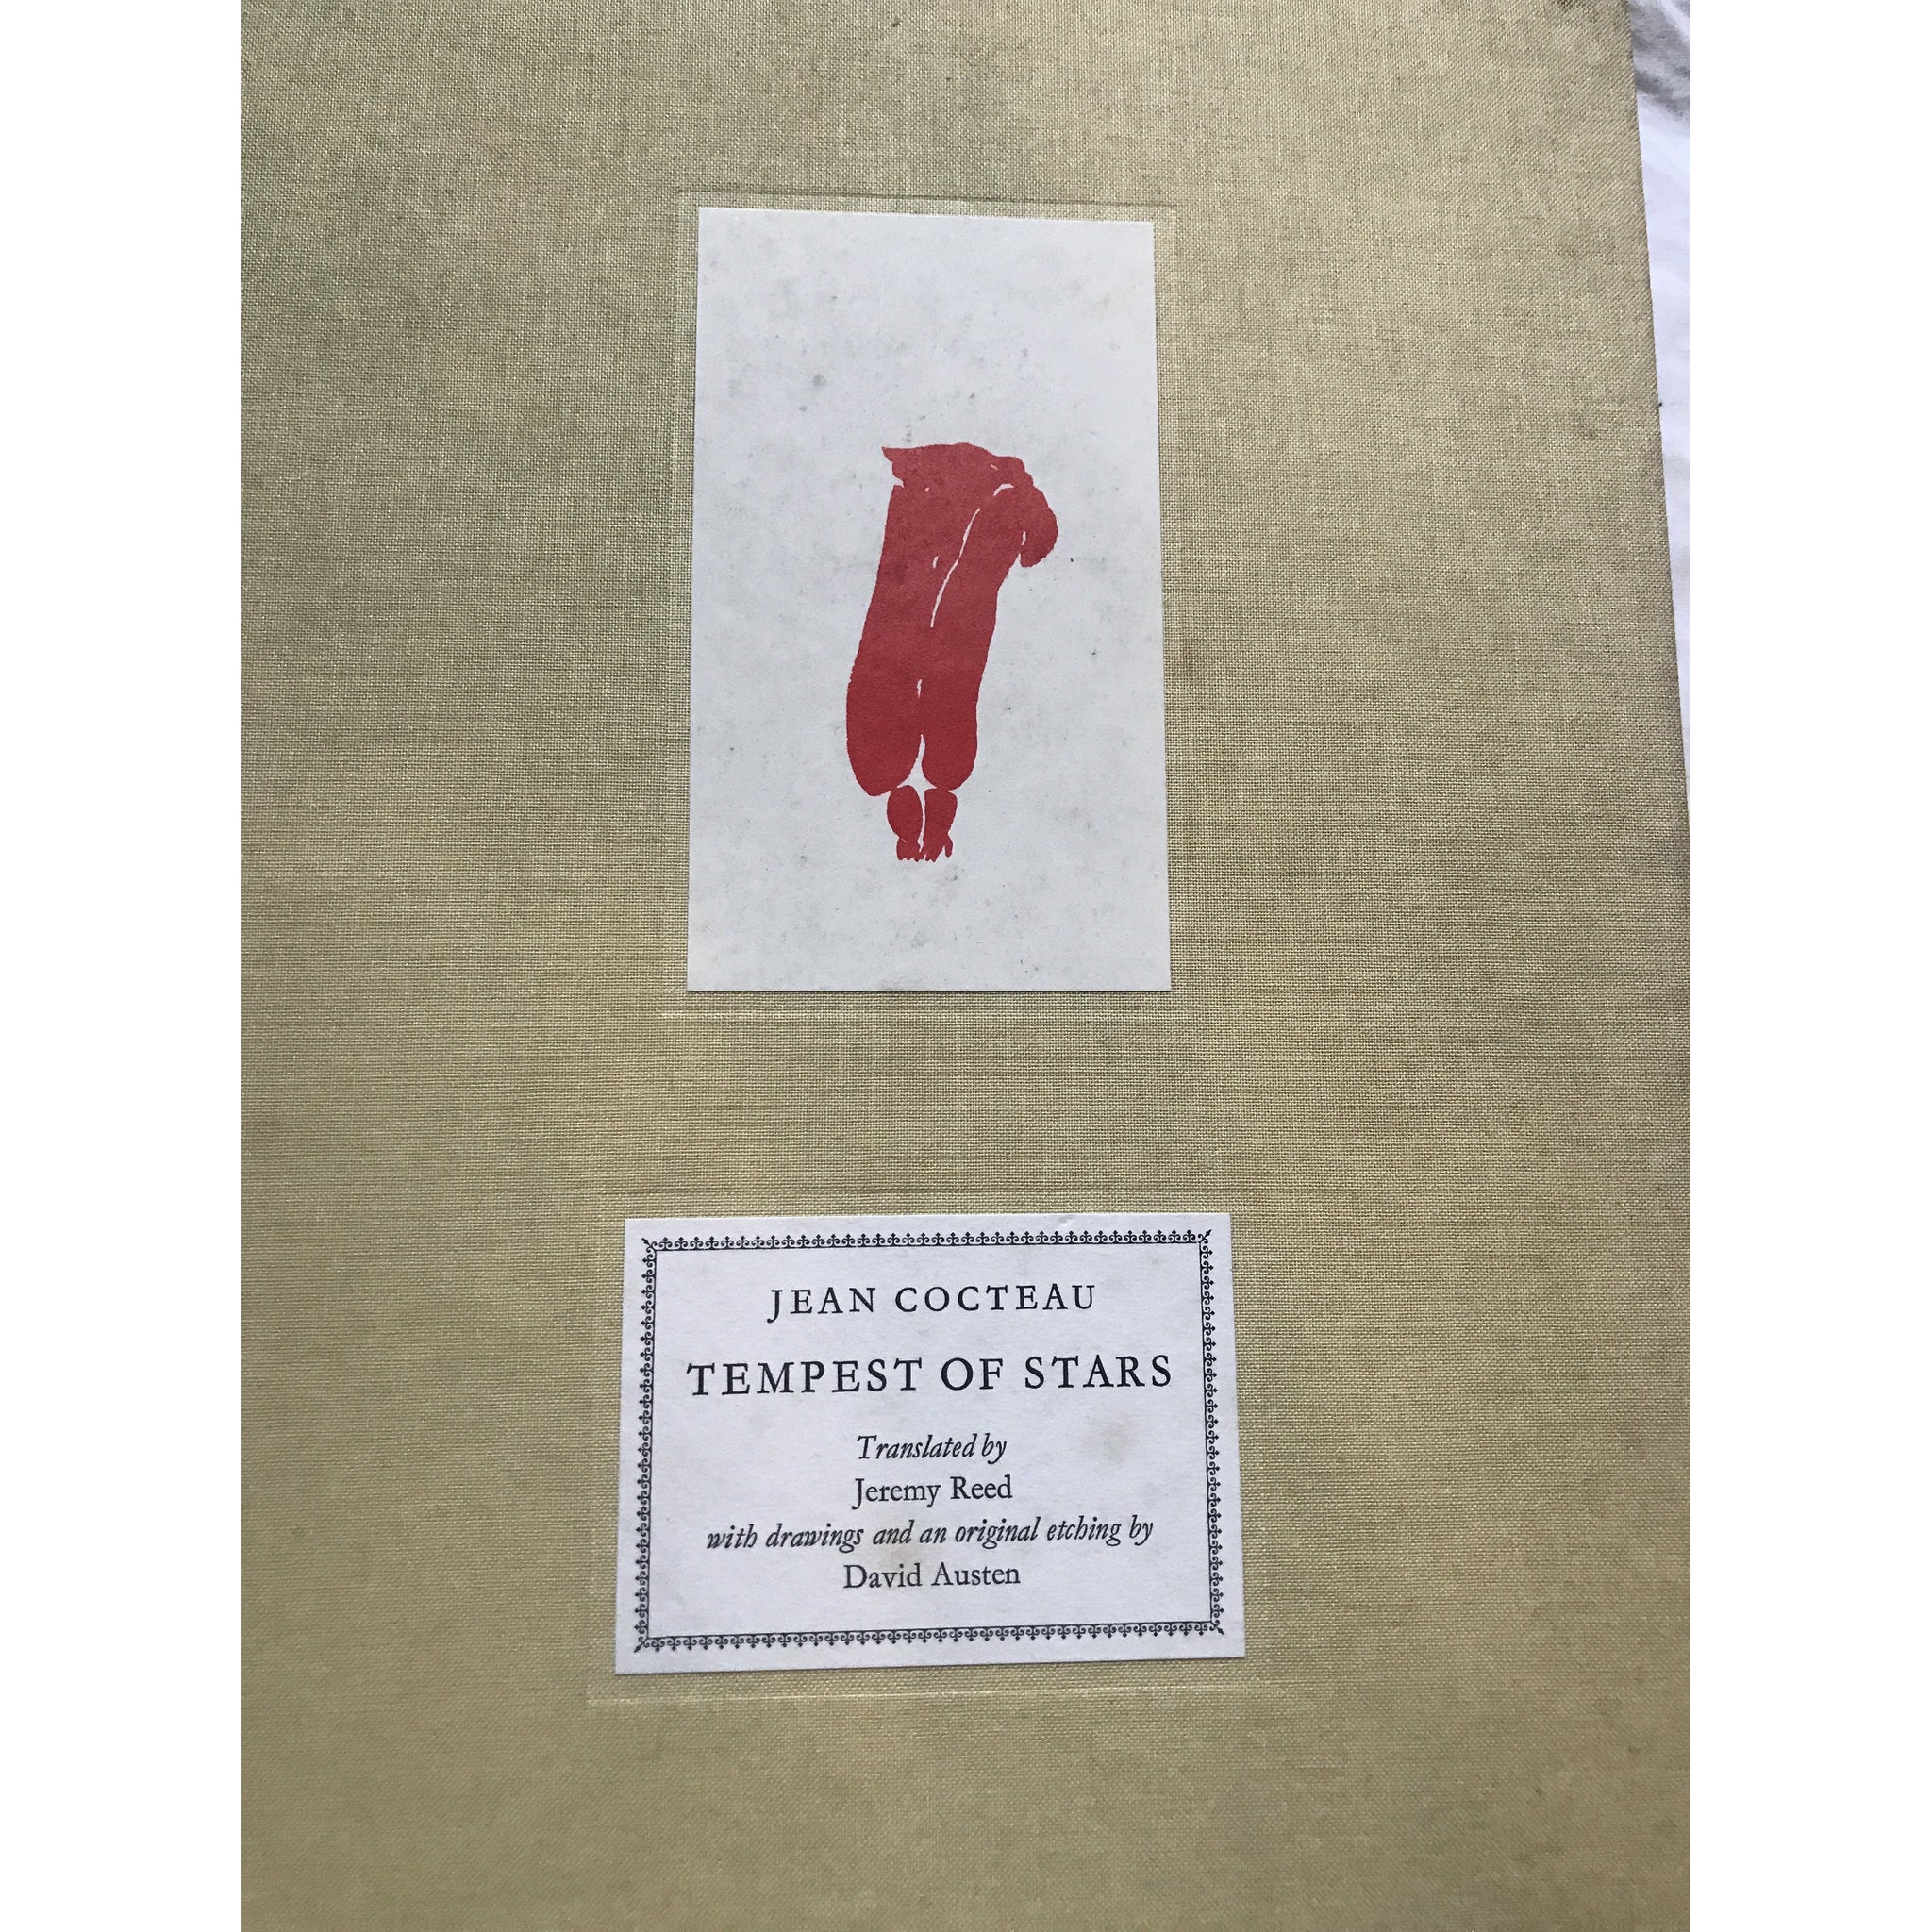 JEAN COCTEAU
TEMPEST OF STARS
Translated by
Jeremy Reed
with drawings and an original etching by
David Austen